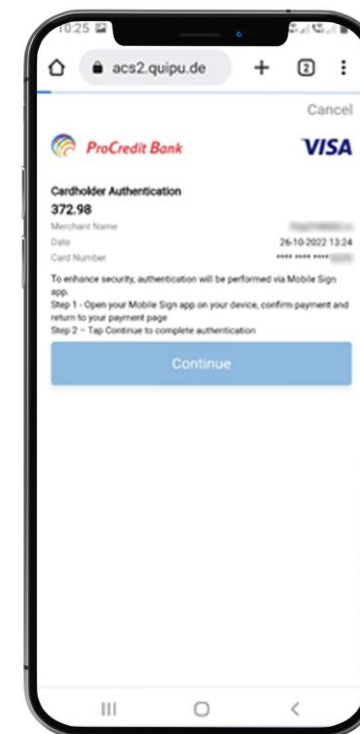 10:25
acs2.quipu.de
2
Cancel
ProCredit Bank
VISA
Cardholder Authentication
372.98
Merchant Name
Date 26-10-2022 13:24
Card Number **** **** ****
To enhance security, authentication will be performed via Mobile Sign
app.
Step 1 - Open your Mobile Sign app on your device, confirm payment and
return to your payment page
Step 2 – Tap Continue to complete authentication
Continue